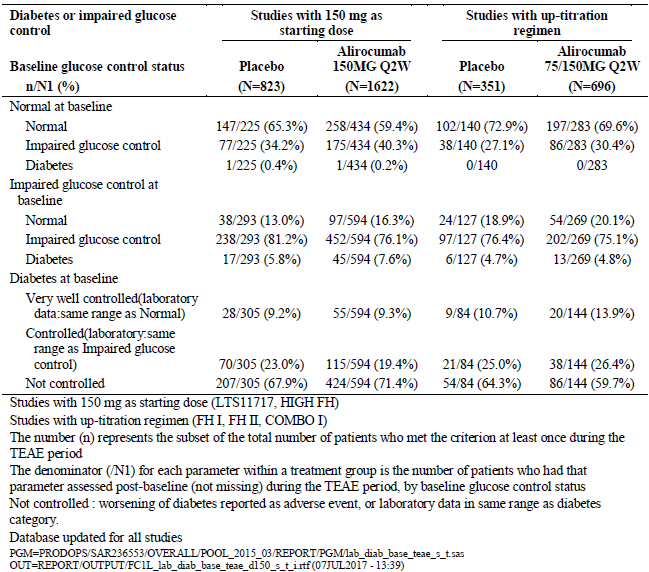 Diabetes or impaired glucose control Studies with 150 mg as starting dose Studies with up-titration regimen
Baseline glucose control status Placebo Alirocumab 150MG Q2W Placebo Alirocumab 75/150MG Q2W
n/N1 (%) (N=823) (N=1622) (N=351) (N=696)
Normal at baseline
Normal 147/225 (65.3%) 258/434 (59.4%) 102/140 (72.9%) 197/283 (69.6%)
Impaired glucose control 77/225 (34.2%) 175/434 (40.3%) 38/140 (27.1%) 86/283 (30.4%)
Diabetes 1/225 (0.4%) 1/434 (0.2%) 0/140 0/283
Impaired glucose control at baseline
Normal 38/293 (13.0%) 97/594 (16.3%) 24/127 (18.9%) 54/269 (20.1%)
Impaired glucose control 238/293 (81.2%) 452/594 (76.1%) 97/127 (76.4%) 202/269 (75.1%)
Diabetes 17/293 (5.8%) 45/594 (7.6%) 6/127 (4.7%) 13/269 (4.8%)
Diabetes at baseline
Very well controlled(laboratory data:same range as Normal) 28/305 (9.2%) 55/594 (9.3%) 9/84 (10.7%) 20/144 (13.9%)
Controlled(laboratory:same range as Impaired glucose control) 70/305 (23.0%) 115/594 (19.4%) 21/84 (25.0%) 38/144 (26.4%)
Not controlled 207/305 (67.9%) 424/594 (71.4%) 54/84 (64.3%) 86/144 (59.7%)
Studies with 150 mg as starting dose (LTS11717, HIGH FH)
Studies with up-titration regimen (FH I, FH II, COMBO I)
The number (n) represents the subset of the total number of patients who met the criterion at least once during the
TEAE period
The denominator (/N1) for each parameter within a treatment group is the number of patients who had that
parameter assessed post-baseline (not missing) during the TEAE period, by baseline glucose control status
Not controlled : worsening of diabetes reported as adverse event, or laboratory data in same range as diabetes
category.
Database updated for all studies
PGM=PRODOPS/SAR236553/OVERALL/POOL_2015_03/REPORT/PGM/lab_diab_base_teae_s_t.sas
OUT=REPORT/OUTPUT/FC1L_lab_diab_base_teae_d150_s_t_i.rtf (07JUL2017 - 13:39)